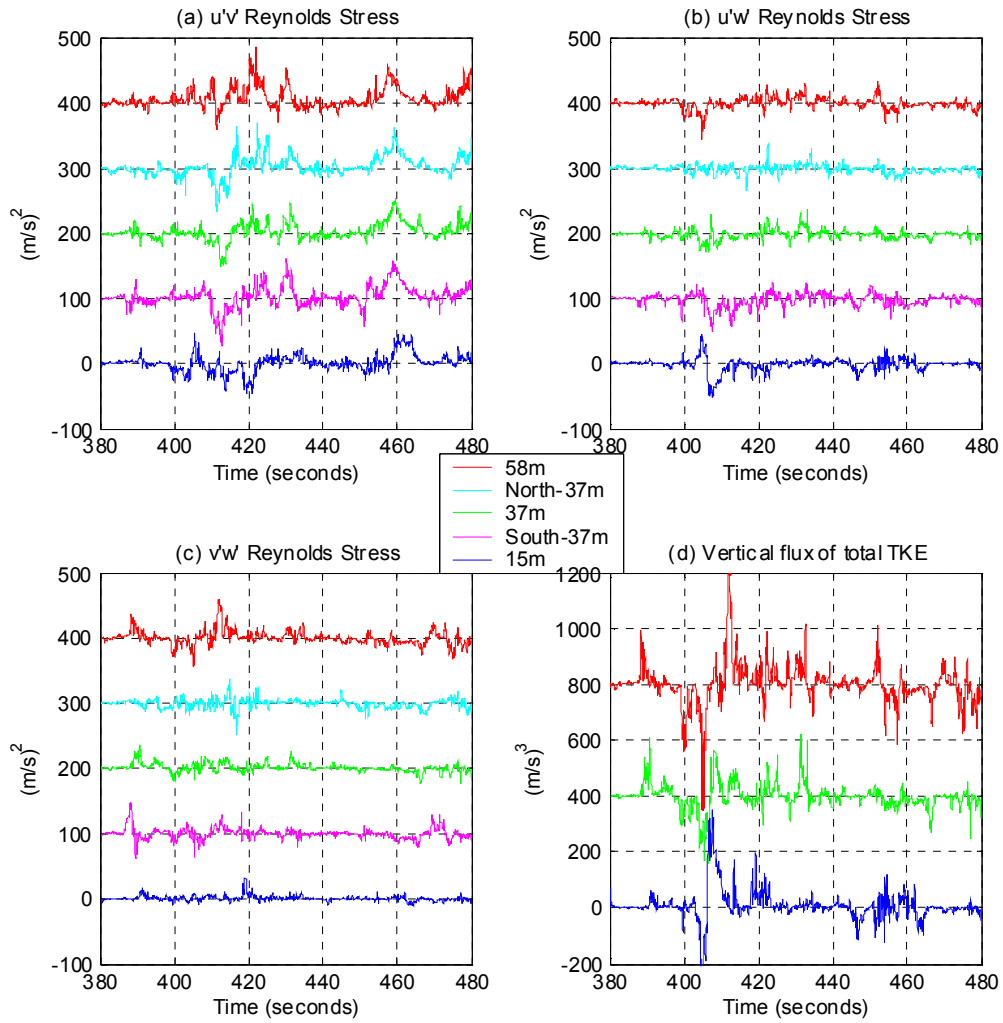 (a) u'v' Reynolds Stress
(b) u'w' Reynolds Stress
500
400
300
200
100
0
-100
(m/s)2
380 400 420 440 460 480
Time (seconds)
500
400
300
200
100
0
-100
(m/s)2
380 400 420 440 460 480
Time (seconds)
58m
North-37m
37m
South-37m
15m
(c) v'w' Reynolds Stress
(d) Vertical flux of total TKE
500
400
300
200
100
0
-100
(m/s)2
380 400 420 440 460 480
Time (seconds)
1200
1000
800
600
400
200
0
-200
(m/s)3
380 400 420 440 460 480
Time (seconds)